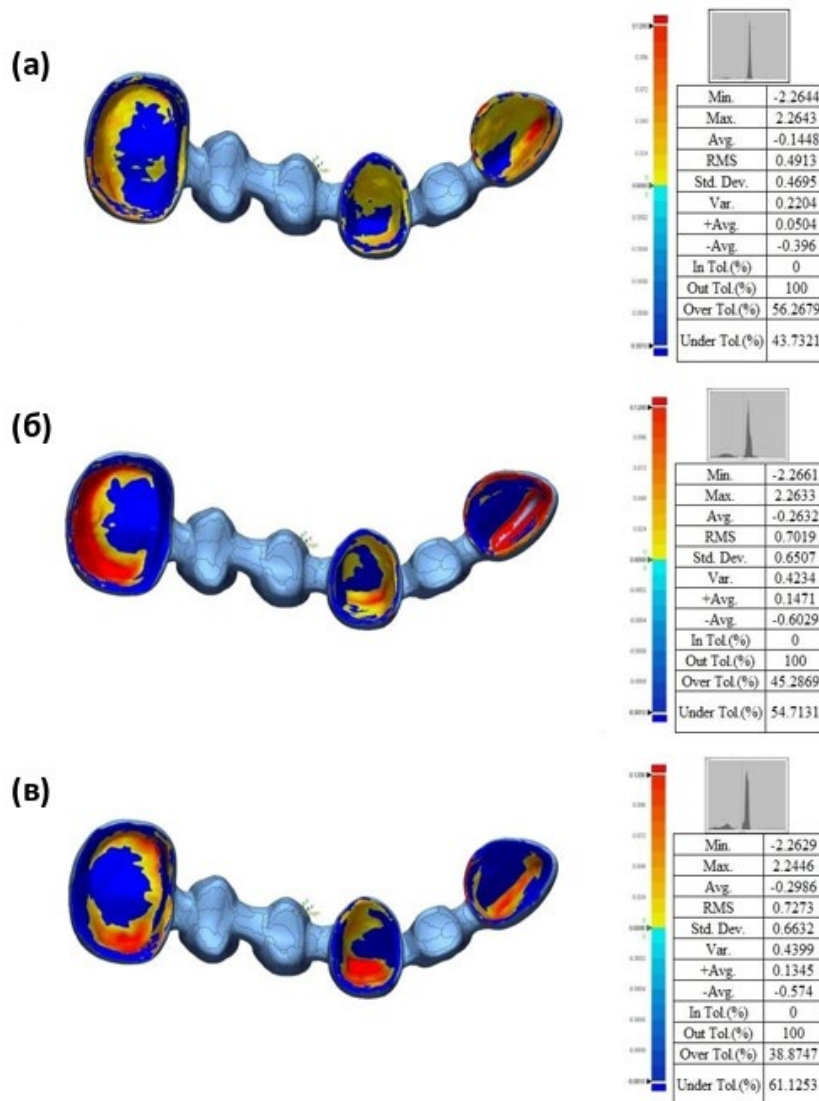 (а)
Min. -2.2644
Max. 2.2643
Avg. -0.1448
RMS 0.4913
Std. Dev. 0.4695
Var. 0.2204
+Avg. 0.0504
-Avg. -0.396
In Tol.(%) 0
Out Tol.(%) 100
Over Tol.(%) 56.2679
Under Tol.(%) 43.7321
(б)
Min. -2.2661
Max. 2.2633
Avg. -0.2632
RMS 0.7019
Std. Dev. 0.6507
Var. 0.4234
+Avg. 0.1471
-Avg. -0.6029
In Tol.(%) 0
Out Tol.(%) 100
Over Tol.(%) 45.2869
Under Tol.(%) 54.7131
(в)
Min. -2.2629
Max. 2.2446
Avg. -0.2986
RMS 0.7273
Std. Dev. 0.6632
Var. 0.4399
+Avg. 0.1345
-Avg. -0.574
In Tol.(%) 0
Out Tol.(%) 100
Over Tol.(%) 38.8747
Under Tol.(%) 61.1253